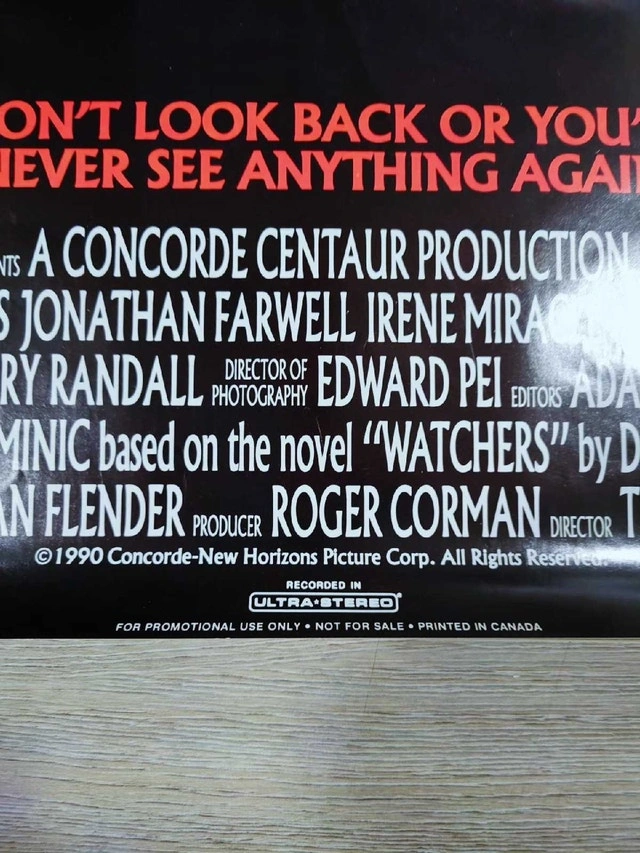 ON'T LOOK BACK OR YOU'
NEVER SEE ANYTHING AGAI
NTS A CONCORDE CENTAUR PRODUCTION
S JONATHAN FARWELL IRENE MIRA
RY RANDALL DIRECTOR OF PHOTOGRAPHY EDWARD PEI EDITORS ADA
MINIC based on the novel "WATCHERS" by D
AN FLENDER PRODUCER ROGER CORMAN DIRECTOR T
©1990 Concorde-New Horizons Picture Corp. All Rights Reserved.
RECORDED IN
ULTRA★STEREO
FOR PROMOTIONAL USE ONLY • NOT FOR SALE • PRINTED IN CANADA